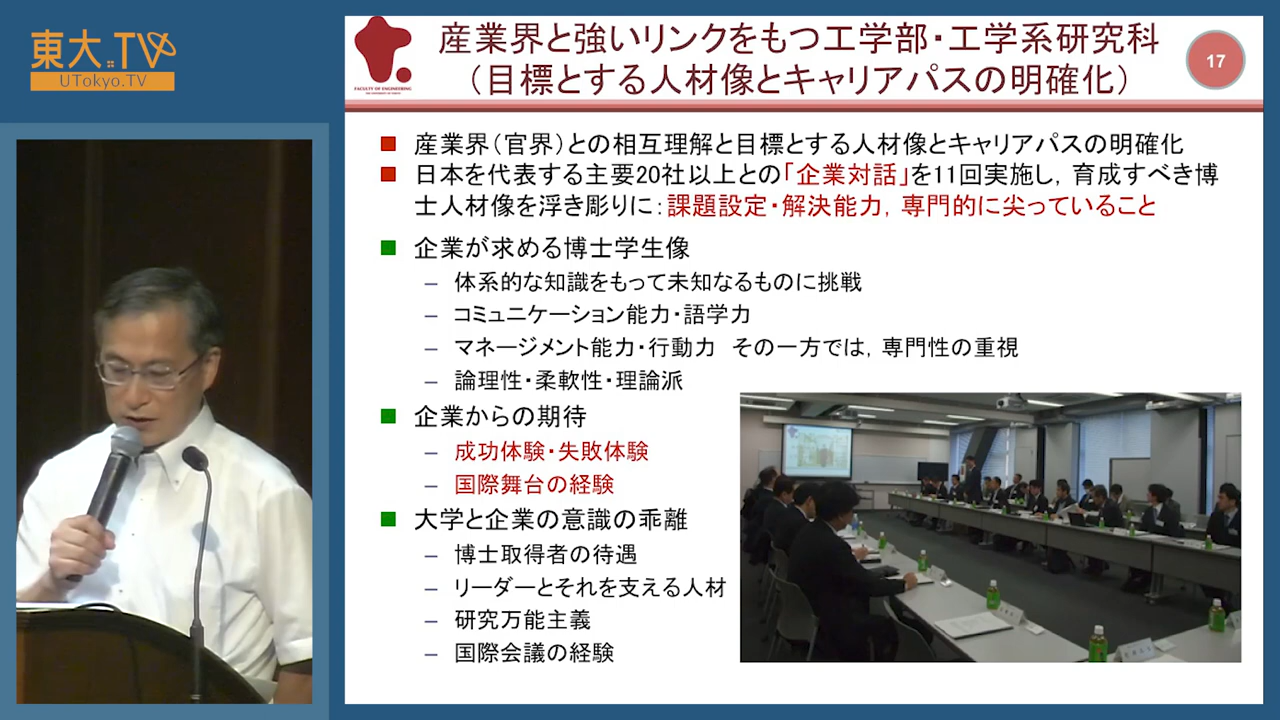 東大.TV
UTokyo.TV
産業界と強いリンクをもつ工学部・工学系研究科
(目標とする人材像とキャリアパスの明確化)
17
FACULTY OF ENGINEERING
■ 産業界(官界)との相互理解と目標とする人材像とキャリアパスの明確化
■ 日本を代表する主要20社以上との「企業対話」を11回実施し,育成すべき博
士人材像を浮き彫りに:課題設定・解決能力,専門的に尖っていること
■ 企業が求める博士学生像
– 体系的な知識をもって未知なるものに挑戦
– コミュニケーション能力・語学力
– マネージメント能力・行動力 その一方では,専門性の重視
– 論理性・柔軟性・理論派
■ 企業からの期待
– 成功体験・失敗体験
– 国際舞台の経験
■ 大学と企業の意識の乖離
– 博士取得者の待遇
– リーダーとそれを支える人材
– 研究万能主義
– 国際会議の経験